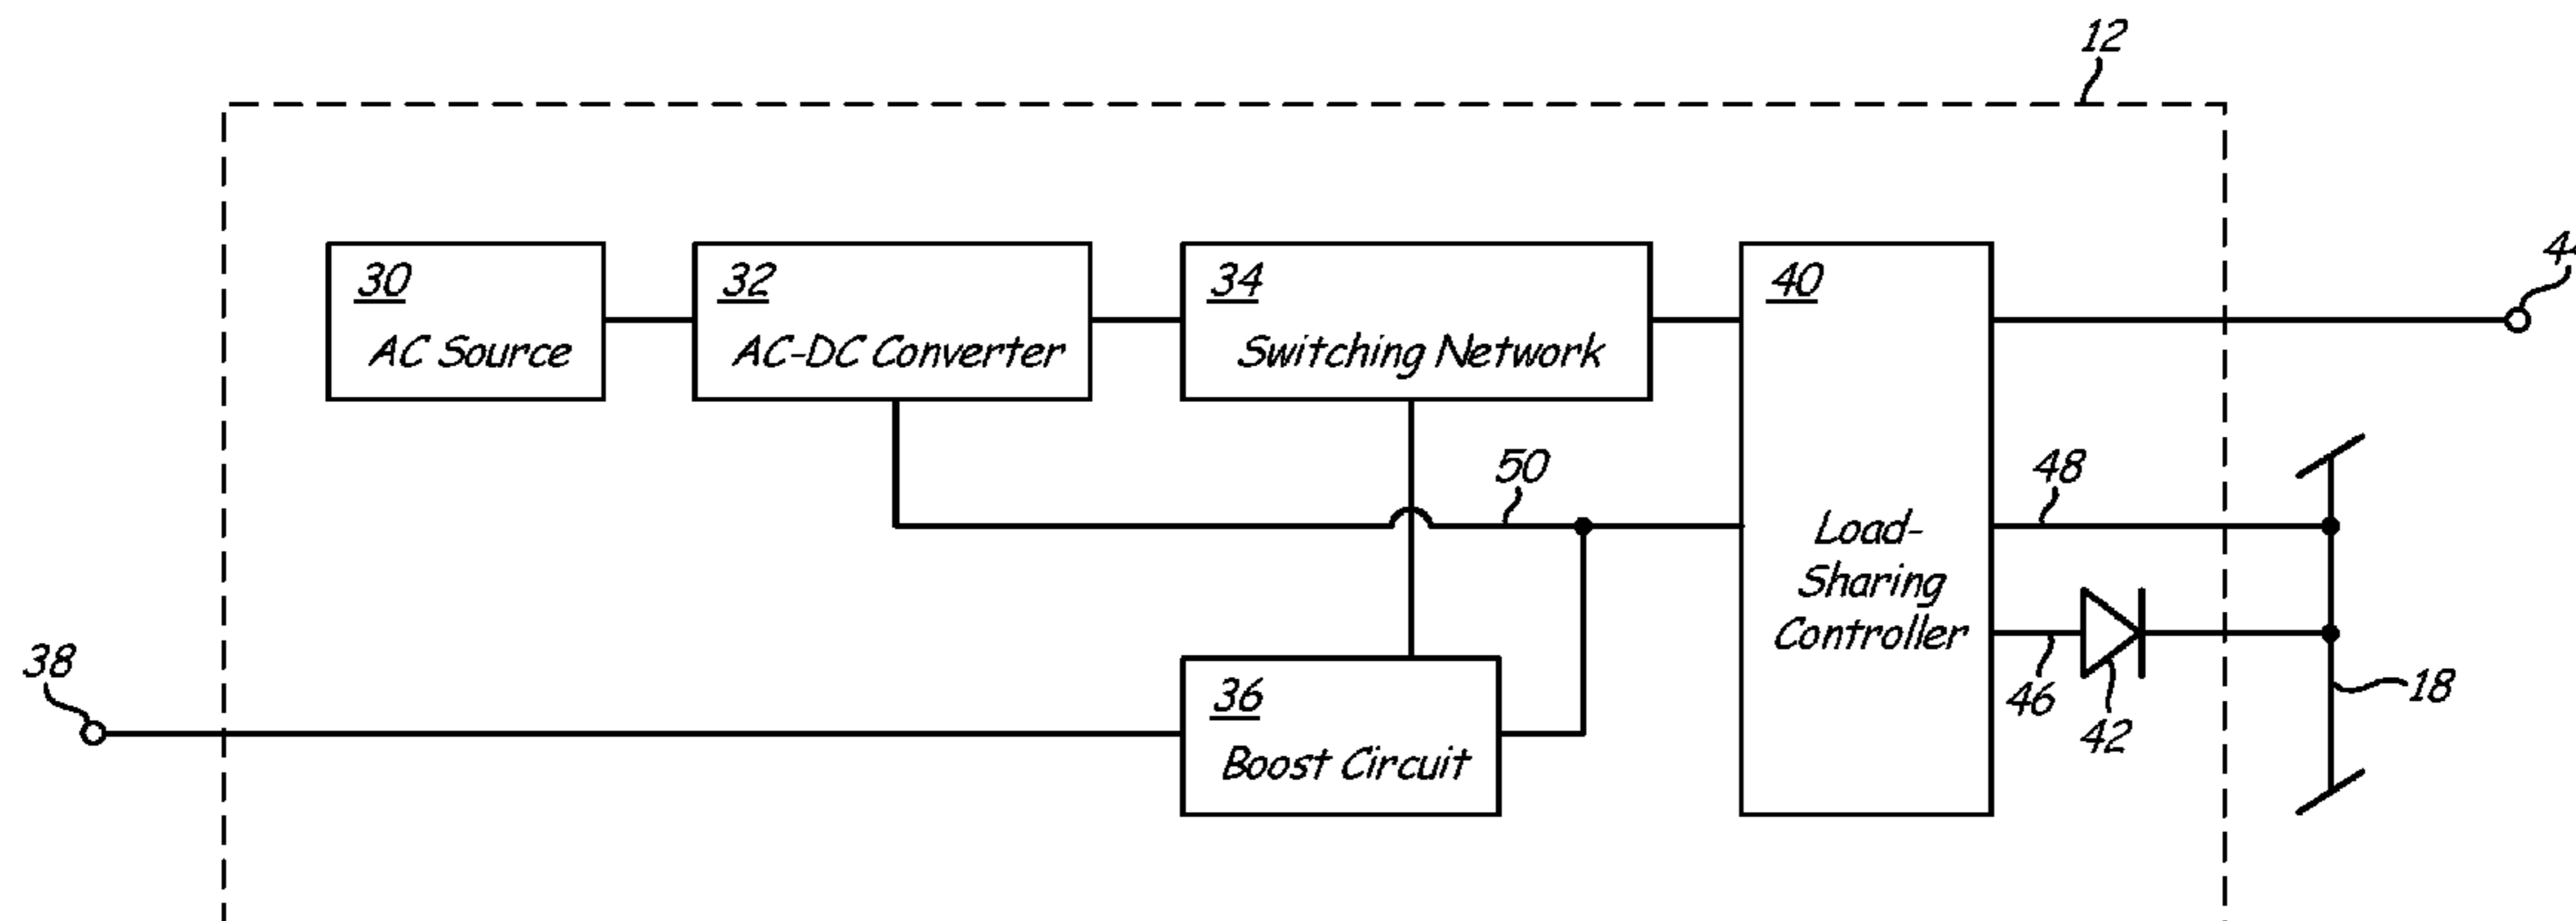 12
30
AC Source
32
AC-DC Converter
34
Switching Network
40
Load-
Sharing
Controller
44
50
48
38
36
Boost Circuit
46
42
18